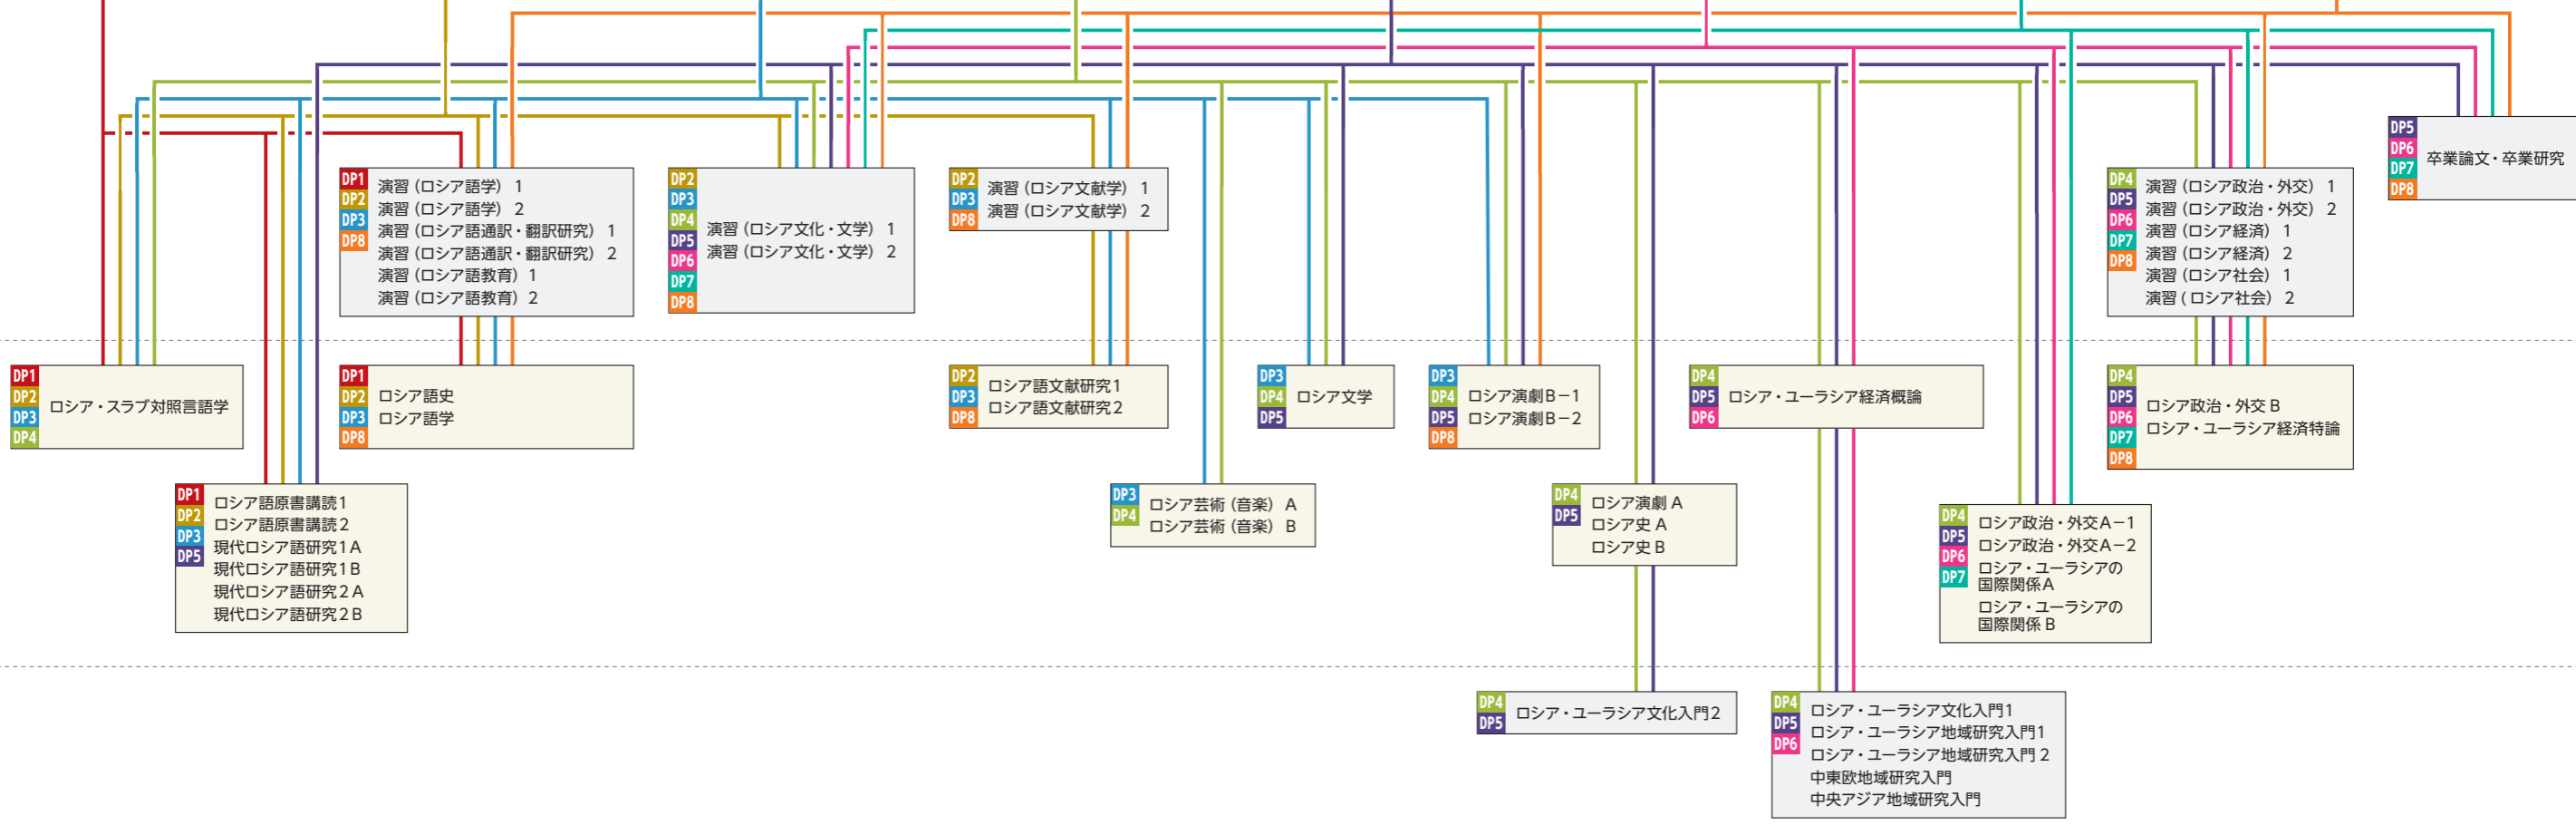 DP5
DP6
DP7
DP8
卒業論文・卒業研究
DP1
DP2
DP3
DP8
演習（ロシア語学） 1
演習（ロシア語学） 2
演習（ロシア語通訳・翻訳研究） 1
演習（ロシア語通訳・翻訳研究） 2
演習（ロシア語教育） 1
演習（ロシア語教育） 2
DP2
DP3
DP4
DP5
DP6
DP7
DP8
演習（ロシア文化・文学） 1
演習（ロシア文化・文学） 2
DP2
DP3
DP8
演習（ロシア文献学） 1
演習（ロシア文献学） 2
DP4
DP5
DP6
DP7
DP8
演習（ロシア政治・外交） 1
演習（ロシア政治・外交） 2
演習（ロシア経済） 1
演習（ロシア経済） 2
演習（ロシア社会） 1
演習 ( ロシア社会） 2
DP1
DP2
DP3
DP4
ロシア・スラブ対照言語学
DP1
DP2
DP3
DP8
ロシア語史
ロシア語学
DP2
DP3
DP8
ロシア語文献研究1
ロシア語文献研究2
DP3
DP4
DP5
ロシア文学
DP3
DP4
DP5
DP8
ロシア演劇B－1
ロシア演劇B－2
DP4
DP5
DP6
ロシア・ユーラシア経済概論
DP4
DP5
DP6
DP7
DP8
ロシア政治・外交 B
ロシア・ユーラシア経済特論
DP1
DP2
DP3
DP5
ロシア語原書講読1
ロシア語原書講読2
現代ロシア語研究1A
現代ロシア語研究1B
現代ロシア語研究2A
現代ロシア語研究2B
DP3
DP4
ロシア芸術（音楽） A
ロシア芸術（音楽） B
DP4
DP5
ロシア演劇 A
ロシア史 A
ロシア史 B
DP4
DP5
DP6
DP7
ロシア政治・外交A－1
ロシア政治・外交A－2
ロシア・ユーラシアの
国際関係A
ロシア・ユーラシアの
国際関係 B
DP4
DP5
ロシア・ユーラシア文化入門2
DP4
DP5
DP6
ロシア・ユーラシア文化入門1
ロシア・ユーラシア地域研究入門1
ロシア・ユーラシア地域研究入門 2
中東欧地域研究入門
中央アジア地域研究入門